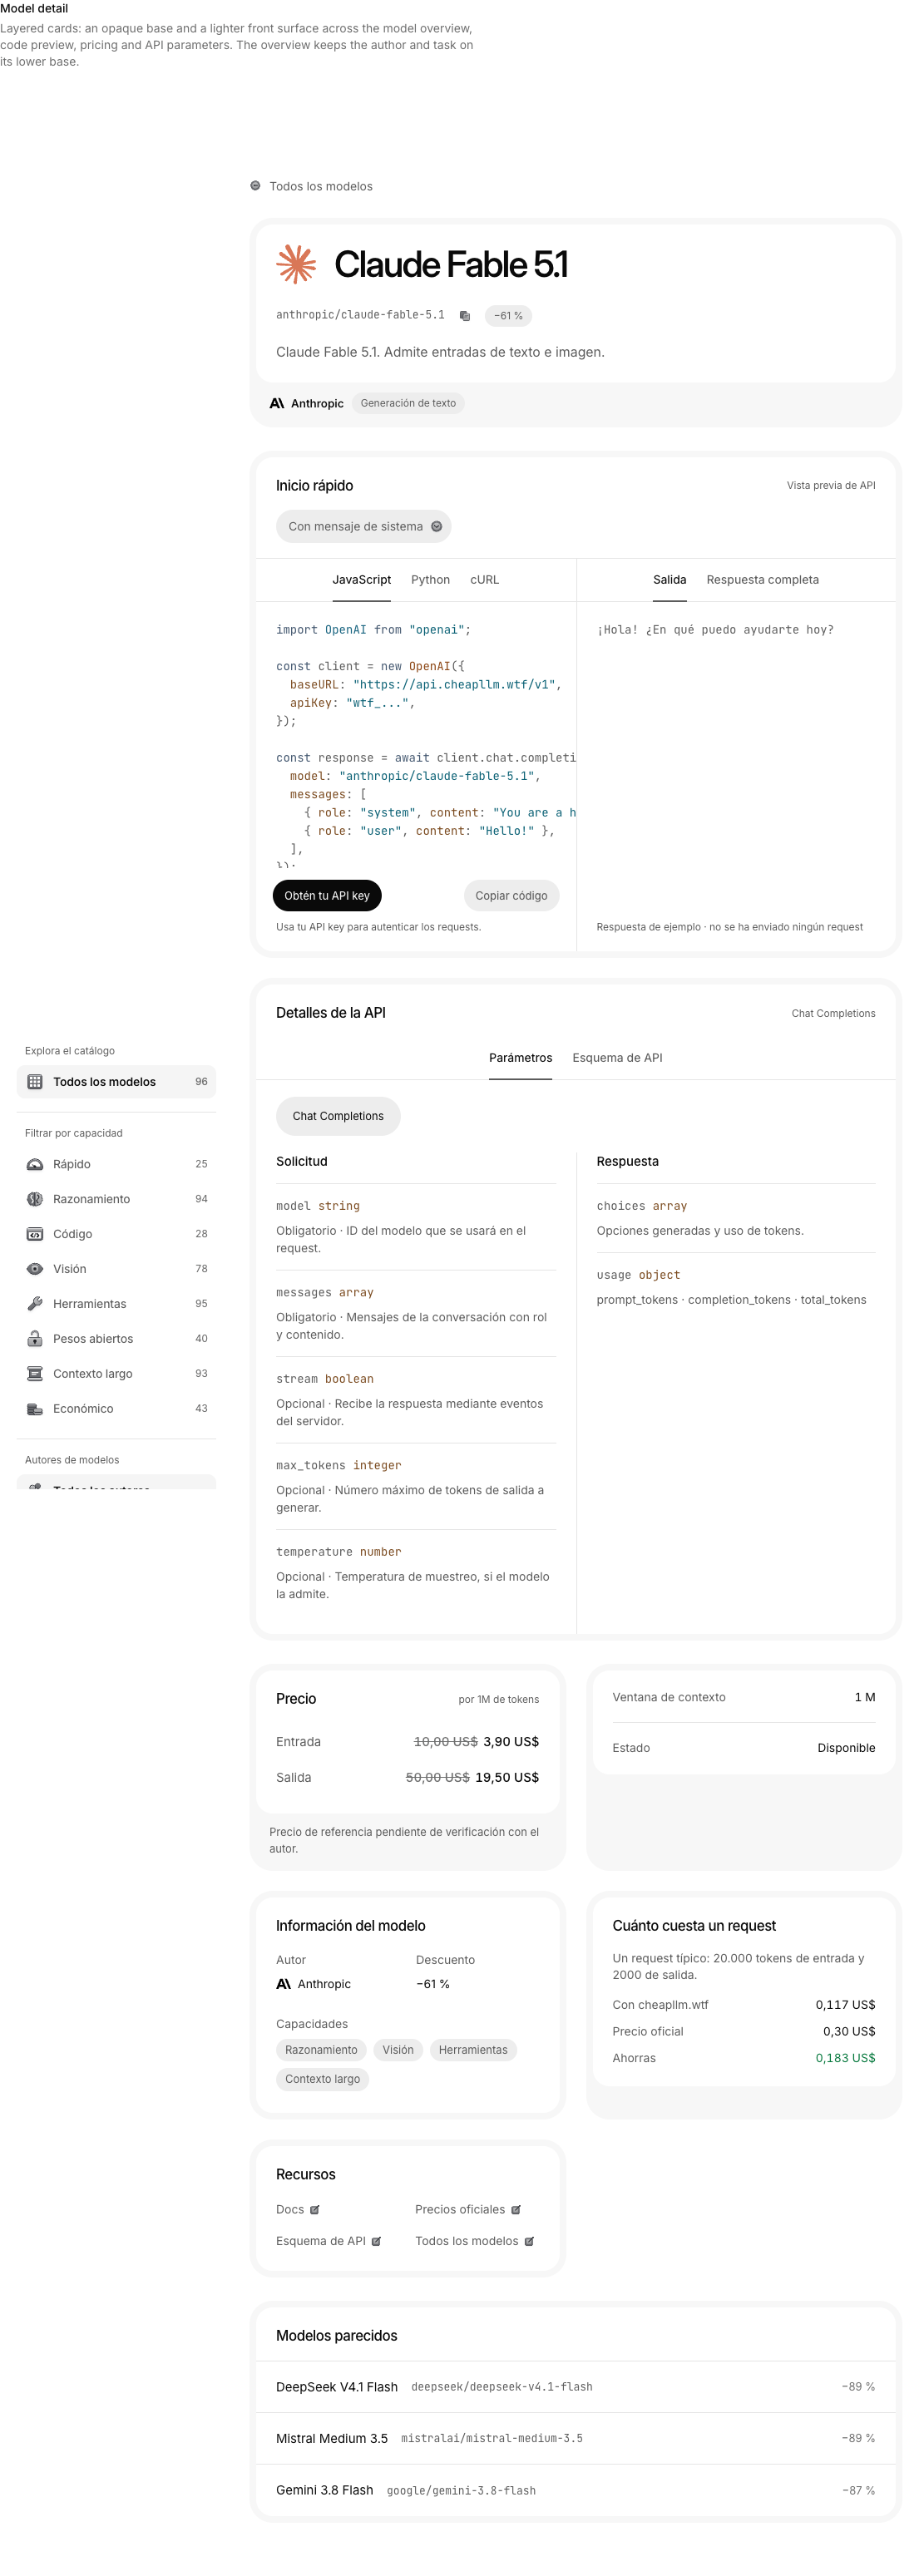 Model detail
Layered cards: an opaque base and a lighter front surface across the model overview,
code preview, pricing and API parameters. The overview keeps the author and task on
its lower base.
Todos los modelos
Claude Fable 5.1
anthropic/claude-fable-5.1
−61 %
Claude Fable 5.1. Admite entradas de texto e imagen.
Anthropic
Generación de texto
Inicio rápido
Vista previa de API
Con mensaje de sistema
JavaScript
Python
cURL
Salida
Respuesta completa
import OpenAI from "openai";
const client = new OpenAI({
baseURL: "https://api.cheapllm.wtf/v1",
apiKey: "wtf_...",
});
const response = await client.chat.completi
model: "anthropic/claude-fable-5.1",
messages: [
{ role: "system", content: "You are a h
{ role: "user", content: "Hello!" },
],
});
¡Hola! ¿En qué puedo ayudarte hoy?
Obtén tu API key
Copiar código
Usa tu API key para autenticar los requests.
Respuesta de ejemplo · no se ha enviado ningún request
Explora el catálogo
Todos los modelos 96
Filtrar por capacidad
Rápido 25
Razonamiento 94
Código 28
Visión 78
Herramientas 95
Pesos abiertos 40
Contexto largo 93
Económico 43
Autores de modelos
Todos los autores
Detalles de la API
Chat Completions
Parámetros
Esquema de API
Chat Completions
Solicitud
model string
Obligatorio · ID del modelo que se usará en el
request.
messages array
Obligatorio · Mensajes de la conversación con rol
y contenido.
stream boolean
Opcional · Recibe la respuesta mediante eventos
del servidor.
max_tokens integer
Opcional · Número máximo de tokens de salida a
generar.
temperature number
Opcional · Temperatura de muestreo, si el modelo
la admite.
Respuesta
choices array
Opciones generadas y uso de tokens.
usage object
prompt_tokens · completion_tokens · total_tokens
Precio
por 1M de tokens
Entrada 10,00 US$ 3,90 US$
Salida 50,00 US$ 19,50 US$
Precio de referencia pendiente de verificación con el
autor.
Ventana de contexto 1 M
Estado Disponible
Información del modelo
Autor
Anthropic
Descuento
−61 %
Capacidades
Razonamiento
Visión
Herramientas
Contexto largo
Cuánto cuesta un request
Un request típico: 20.000 tokens de entrada y
2000 de salida.
Con cheapllm.wtf 0,117 US$
Precio oficial 0,30 US$
Ahorras 0,183 US$
Recursos
Docs
Precios oficiales
Esquema de API
Todos los modelos
Modelos parecidos
DeepSeek V4.1 Flash deepseek/deepseek-v4.1-flash −89 %
Mistral Medium 3.5 mistralai/mistral-medium-3.5 −89 %
Gemini 3.8 Flash google/gemini-3.8-flash −87 %